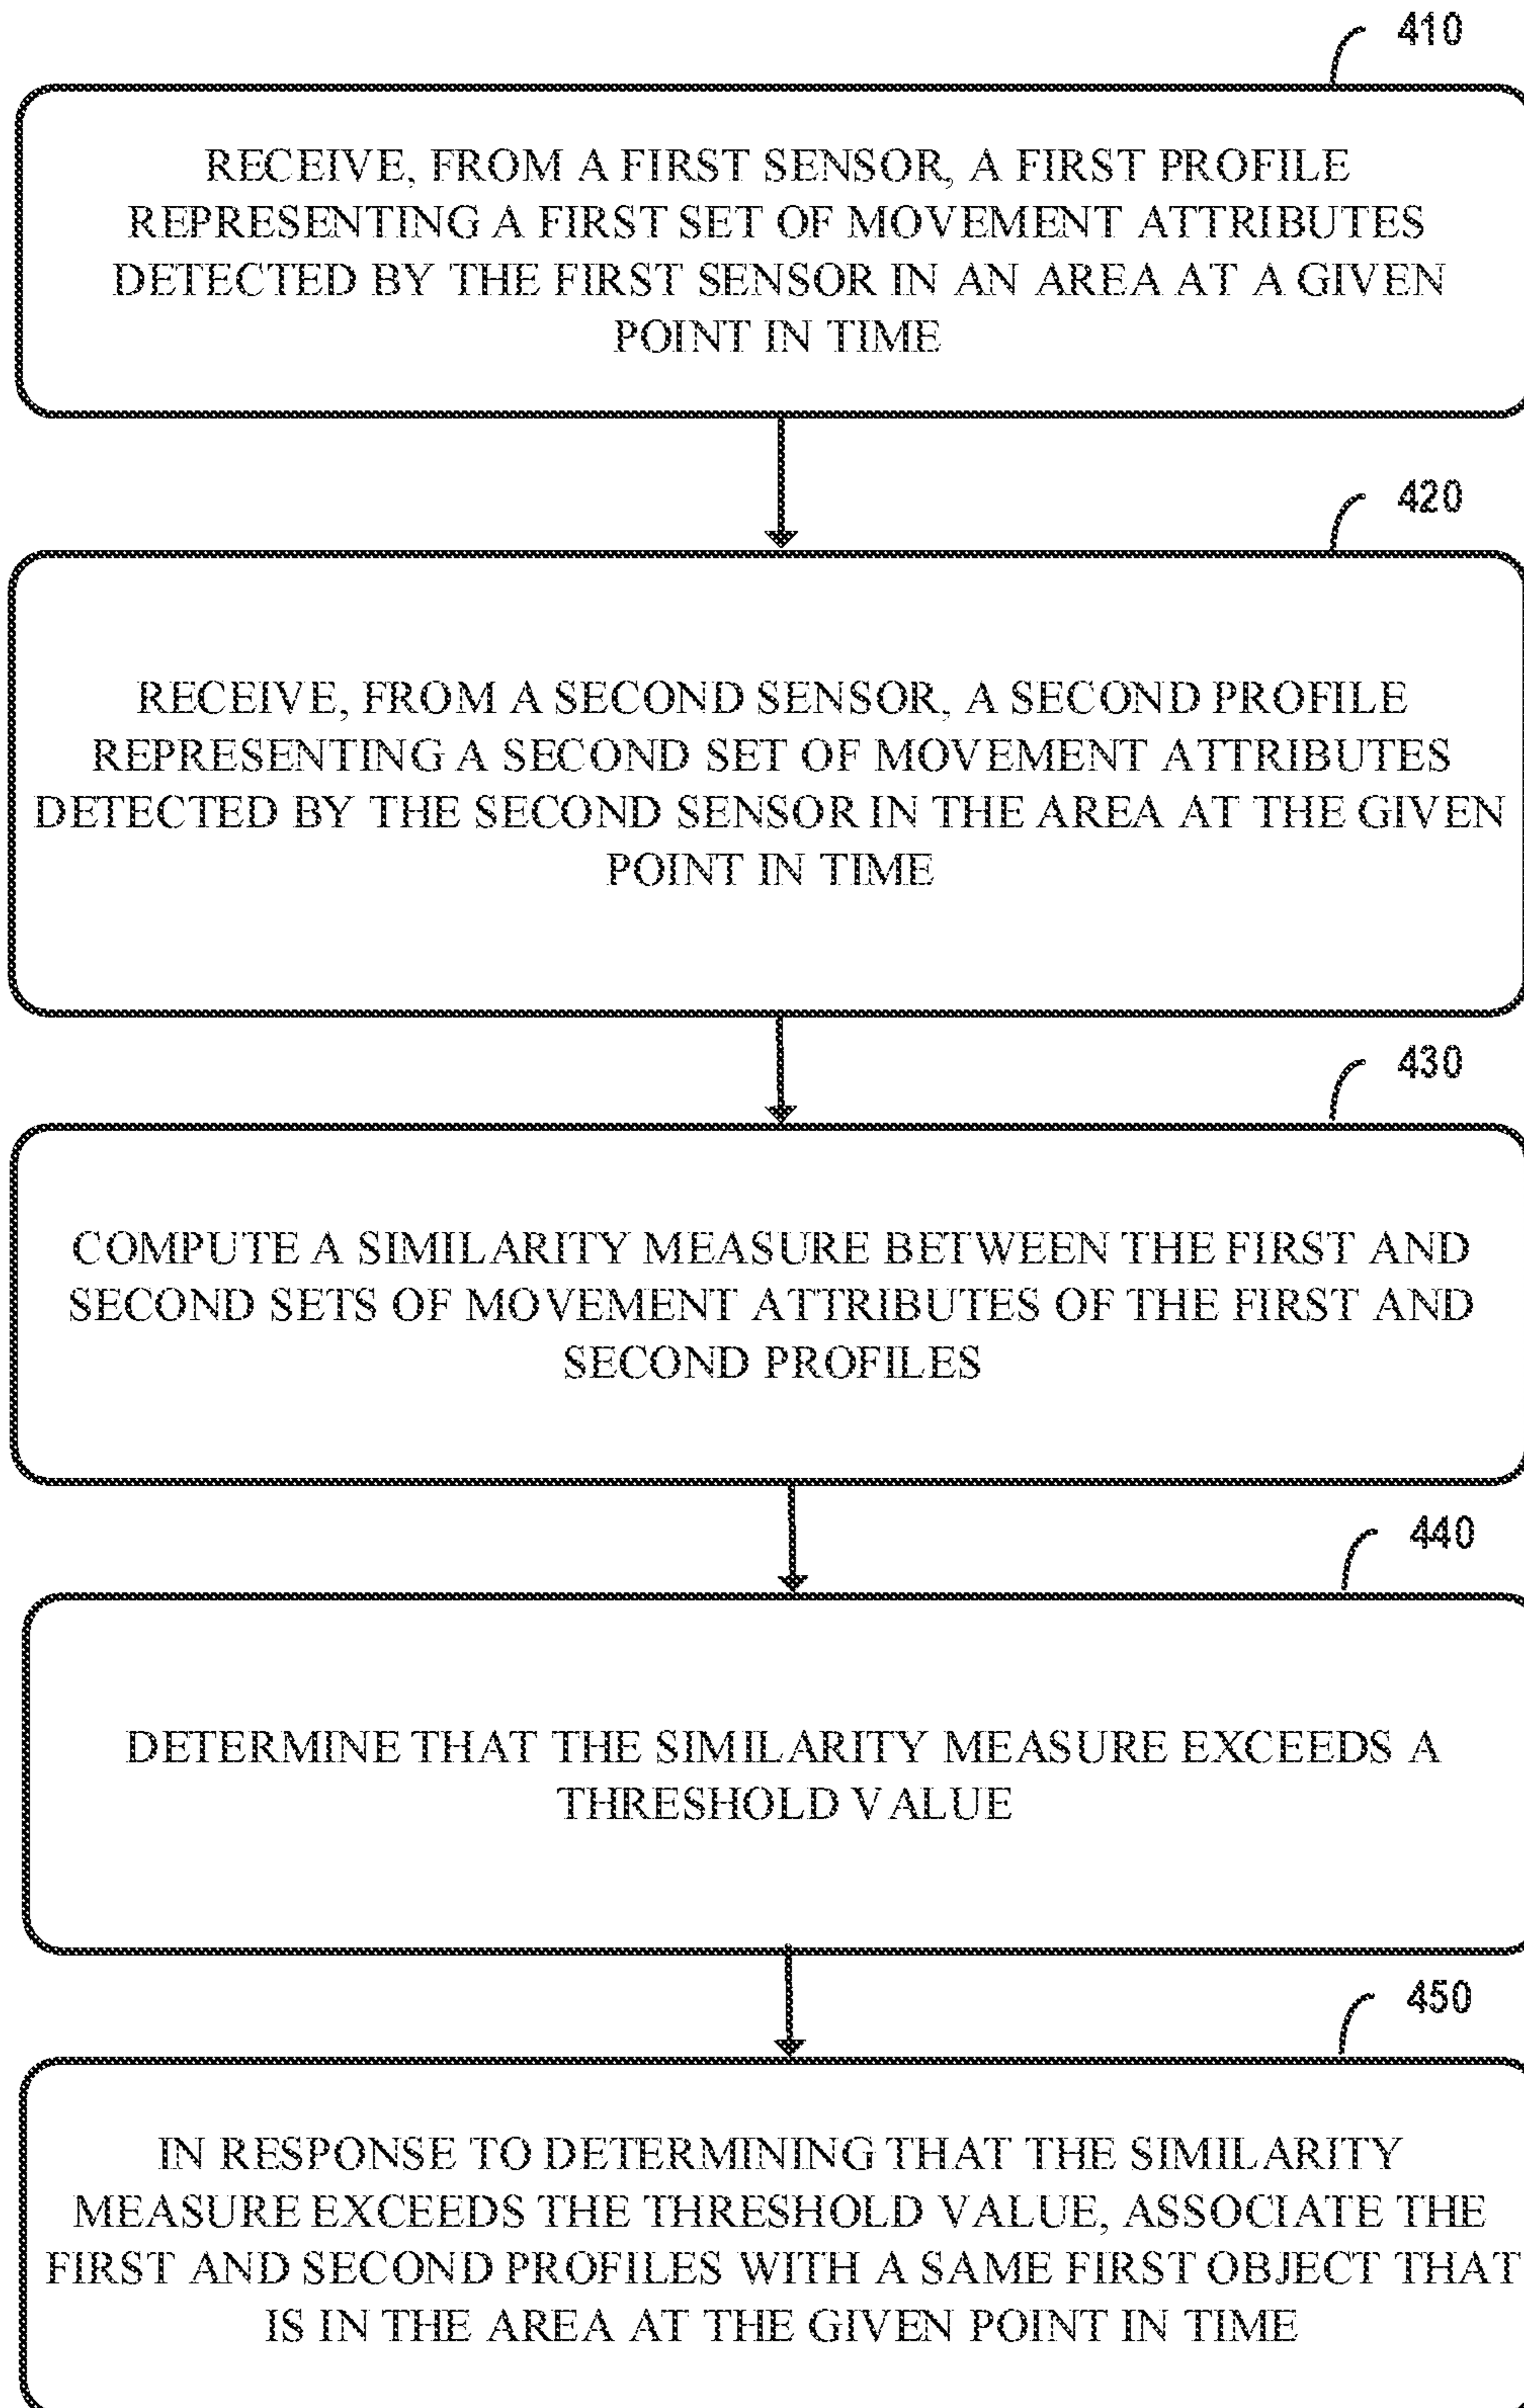 410
RECEIVE, FROM A FIRST SENSOR, A FIRST PROFILE
REPRESENTING A FIRST SET OF MOVEMENT ATTRIBUTES
DETECTED BY THE FIRST SENSOR IN AN AREA AT A GIVEN
POINT IN TIME
420
RECEIVE, FROM A SECOND SENSOR, A SECOND PROFILE
REPRESENTING A SECOND SET OF MOVEMENT ATTRIBUTES
DETECTED BY THE SECOND SENSOR IN THE AREA AT THE GIVEN
POINT IN TIME
430
COMPUTE A SIMILARITY MEASURE BETWEEN THE FIRST AND
SECOND SETS OF MOVEMENT ATTRIBUTES OF THE FIRST AND
SECOND PROFILES
440
DETERMINE THAT THE SIMILARITY MEASURE EXCEEDS A
THRESHOLD VALUE
450
IN RESPONSE TO DETERMINING THAT THE SIMILARITY
MEASURE EXCEEDS THE THRESHOLD VALUE, ASSOCIATE THE
FIRST AND SECOND PROFILES WITH A SAME FIRST OBJECT THAT
IS IN THE AREA AT THE GIVEN POINT IN TIME